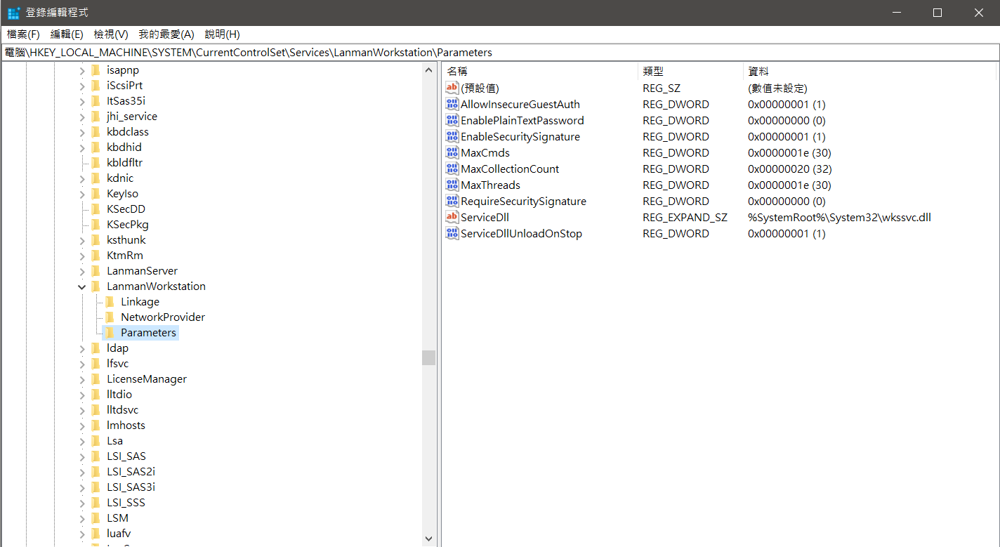 登錄編輯程式
檔案(F) 編輯(E) 檢視(V) 我的最愛(A) 說明(H)
電腦\HKEY_LOCAL_MACHINE\SYSTEM\CurrentControlSet\Services\LanmanWorkstation\Parameters
isapnp
iScsiPrt
ItSas35i
jhi_service
kbdclass
kbdhid
kbldfltr
kdnic
KeyIso
KSecDD
KSecPkg
ksthunk
KtmRm
LanmanServer
LanmanWorkstation
Linkage
NetworkProvider
Parameters
ldap
lfsvc
LicenseManager
lltdio
lltdsvc
lmhosts
Lsa
LSI_SAS
LSI_SAS2i
LSI_SAS3i
LSI_SSS
LSM
luafv
名稱 類型 資料
(預設值) REG_SZ (數值未設定)
AllowInsecureGuestAuth REG_DWORD 0x00000001 (1)
EnablePlainTextPassword REG_DWORD 0x00000000 (0)
EnableSecuritySignature REG_DWORD 0x00000001 (1)
MaxCmds REG_DWORD 0x0000001e (30)
MaxCollectionCount REG_DWORD 0x00000020 (32)
MaxThreads REG_DWORD 0x0000001e (30)
RequireSecuritySignature REG_DWORD 0x00000000 (0)
ServiceDll REG_EXPAND_SZ %SystemRoot%\System32\wkssvc.dll
ServiceDllUnloadOnStop REG_DWORD 0x00000001 (1)